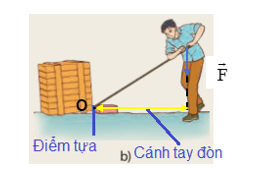 F
O
Điểm tựa
b) Cánh tay đòn